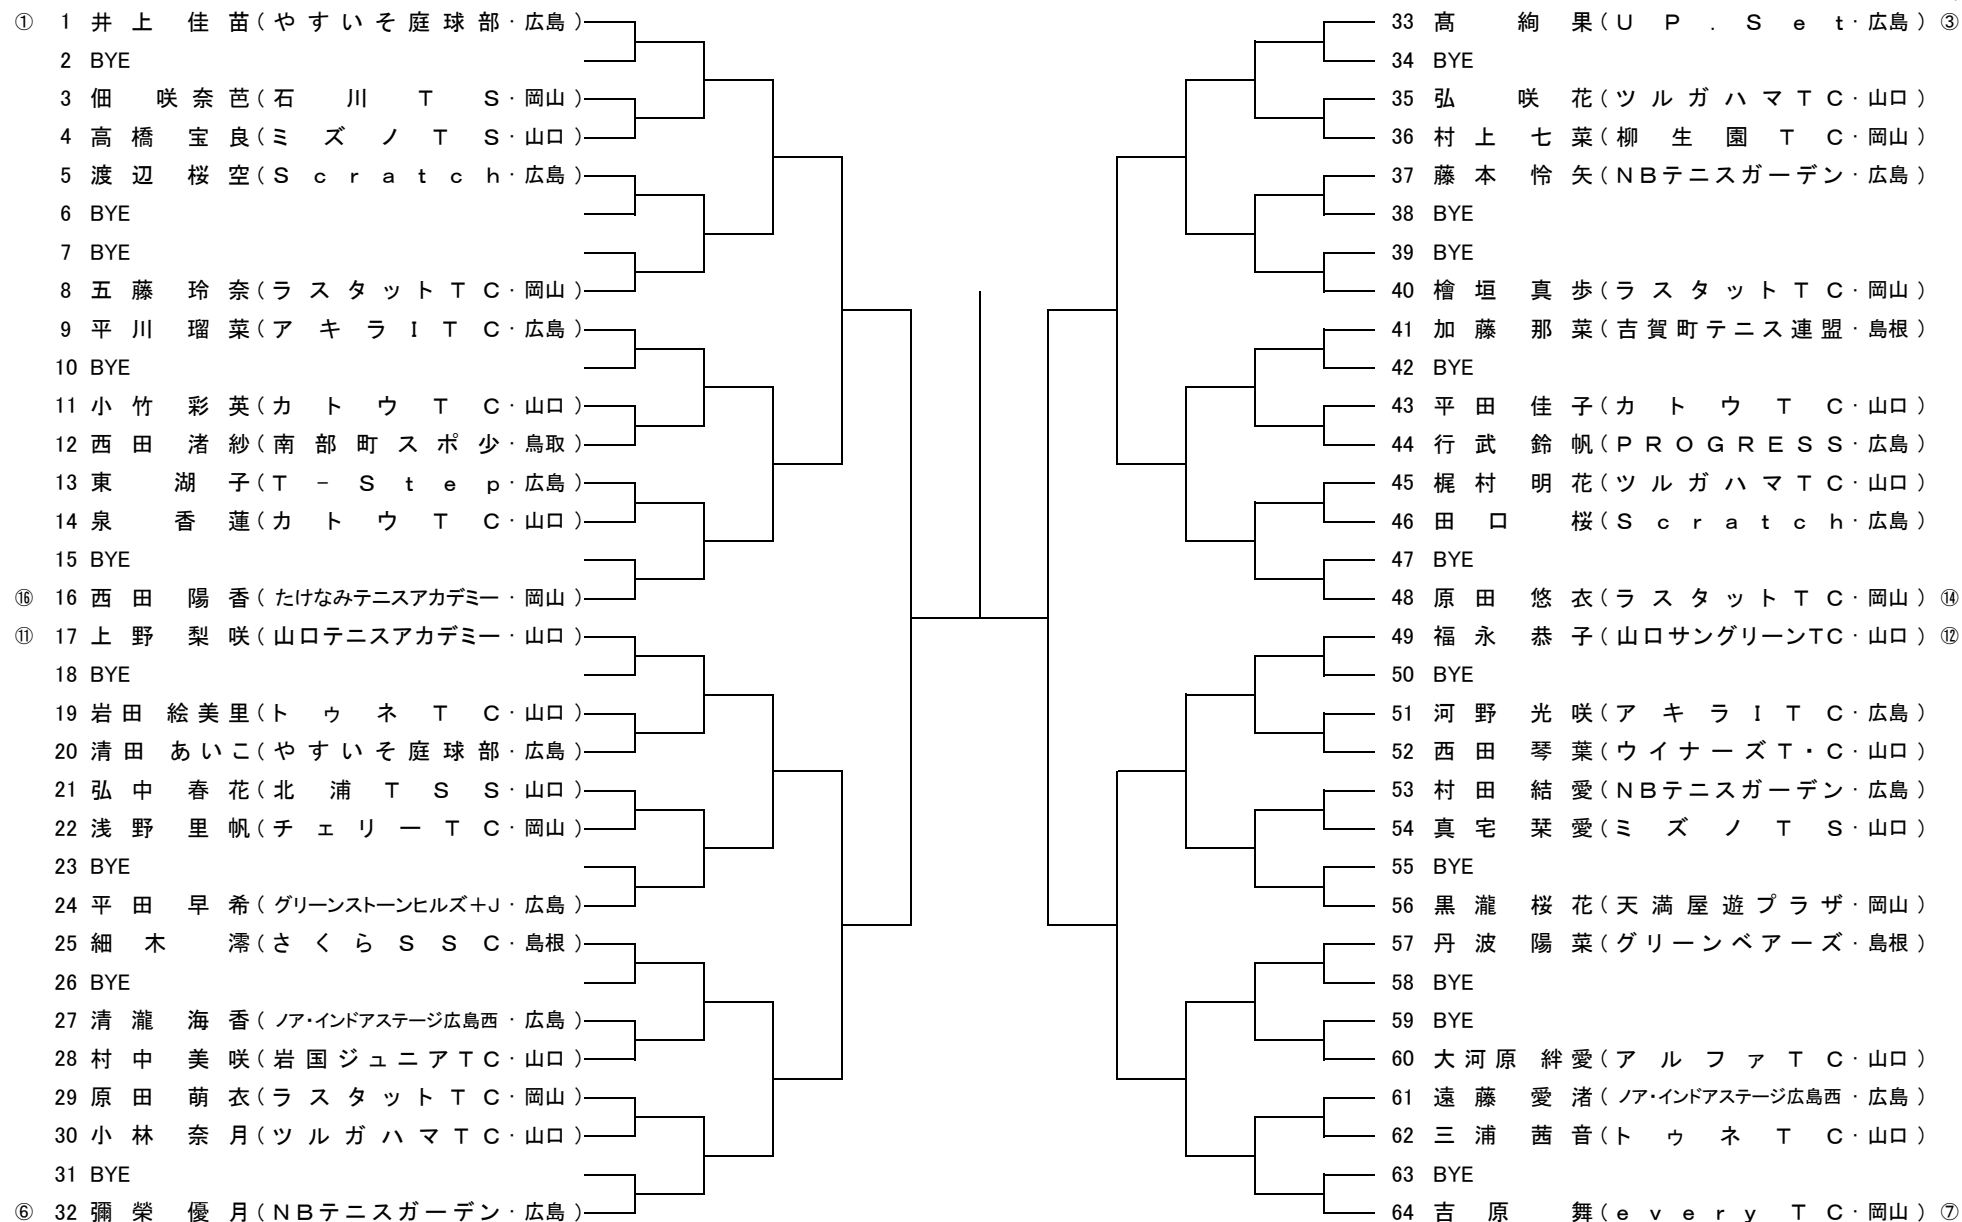 ① 1 井上 佳苗(やすいそ庭球部・広島)
2 BYE
3 佃 咲奈芭(石川TS・岡山)
4 高橋 宝良(ミズノTS・山口)
5 渡辺 桜空(Scratch・広島)
6 BYE
7 BYE
8 五藤 玲奈(ラスタットTC・岡山)
9 平川 瑠菜(アキラITC・広島)
10 BYE
11 小竹 彩英(カトウTC・山口)
12 西田 渚紗(南部町スポ少・鳥取)
13 東 湖子(T-Step・広島)
14 泉 香蓮(カトウTC・山口)
15 BYE
⑯ 16 西田 陽香(たけなみテニスアカデミー・岡山)
⑪ 17 上野 梨咲(山口テニスアカデミー・山口)
18 BYE
19 岩田 絵美里(トゥネTC・山口)
20 清田 あいこ(やすいそ庭球部・広島)
21 弘中 春花(北浦TSS・山口)
22 浅野 里帆(チェリーTC・岡山)
23 BYE
24 平田 早希(グリーンストーンヒルズ+J・広島)
25 細木 澪(さくらSSC・島根)
26 BYE
27 清瀧 海香(ノア・インドアステージ広島西・広島)
28 村中 美咲(岩国ジュニアTC・山口)
29 原田 萌衣(ラスタットTC・岡山)
30 小林 奈月(ツルガハマTC・山口)
31 BYE
⑥ 32 彌榮 優月(NBテニスガーデン・広島)
33 髙 絢果(UP.Set・広島) ③
34 BYE
35 弘 咲花(ツルガハマTC・山口)
36 村上 七菜(柳生園TC・岡山)
37 藤本 怜矢(NBテニスガーデン・広島)
38 BYE
39 BYE
40 檜垣 真歩(ラスタットTC・岡山)
41 加藤 那菜(吉賀町テニス連盟・島根)
42 BYE
43 平田 佳子(カトウTC・山口)
44 行武 鈴帆(PROGRESS・広島)
45 梶村 明花(ツルガハマTC・山口)
46 田口 桜(Scratch・広島)
47 BYE
48 原田 悠衣(ラスタットTC・岡山) ⑭
49 福永 恭子(山口サングリーンTC・山口) ⑫
50 BYE
51 河野 光咲(アキラITC・広島)
52 西田 琴葉(ウイナーズT・C・山口)
53 村田 結愛(NBテニスガーデン・広島)
54 真宅 栞愛(ミズノTS・山口)
55 BYE
56 黒瀧 桜花(天満屋遊プラザ・岡山)
57 丹波 陽菜(グリーンベアーズ・島根)
58 BYE
59 BYE
60 大河原 絆愛(アルファTC・山口)
61 遠藤 愛渚(ノア・インドアステージ広島西・広島)
62 三浦 茜音(トゥネTC・山口)
63 BYE
64 吉原 舞(everyTC・岡山) ⑦